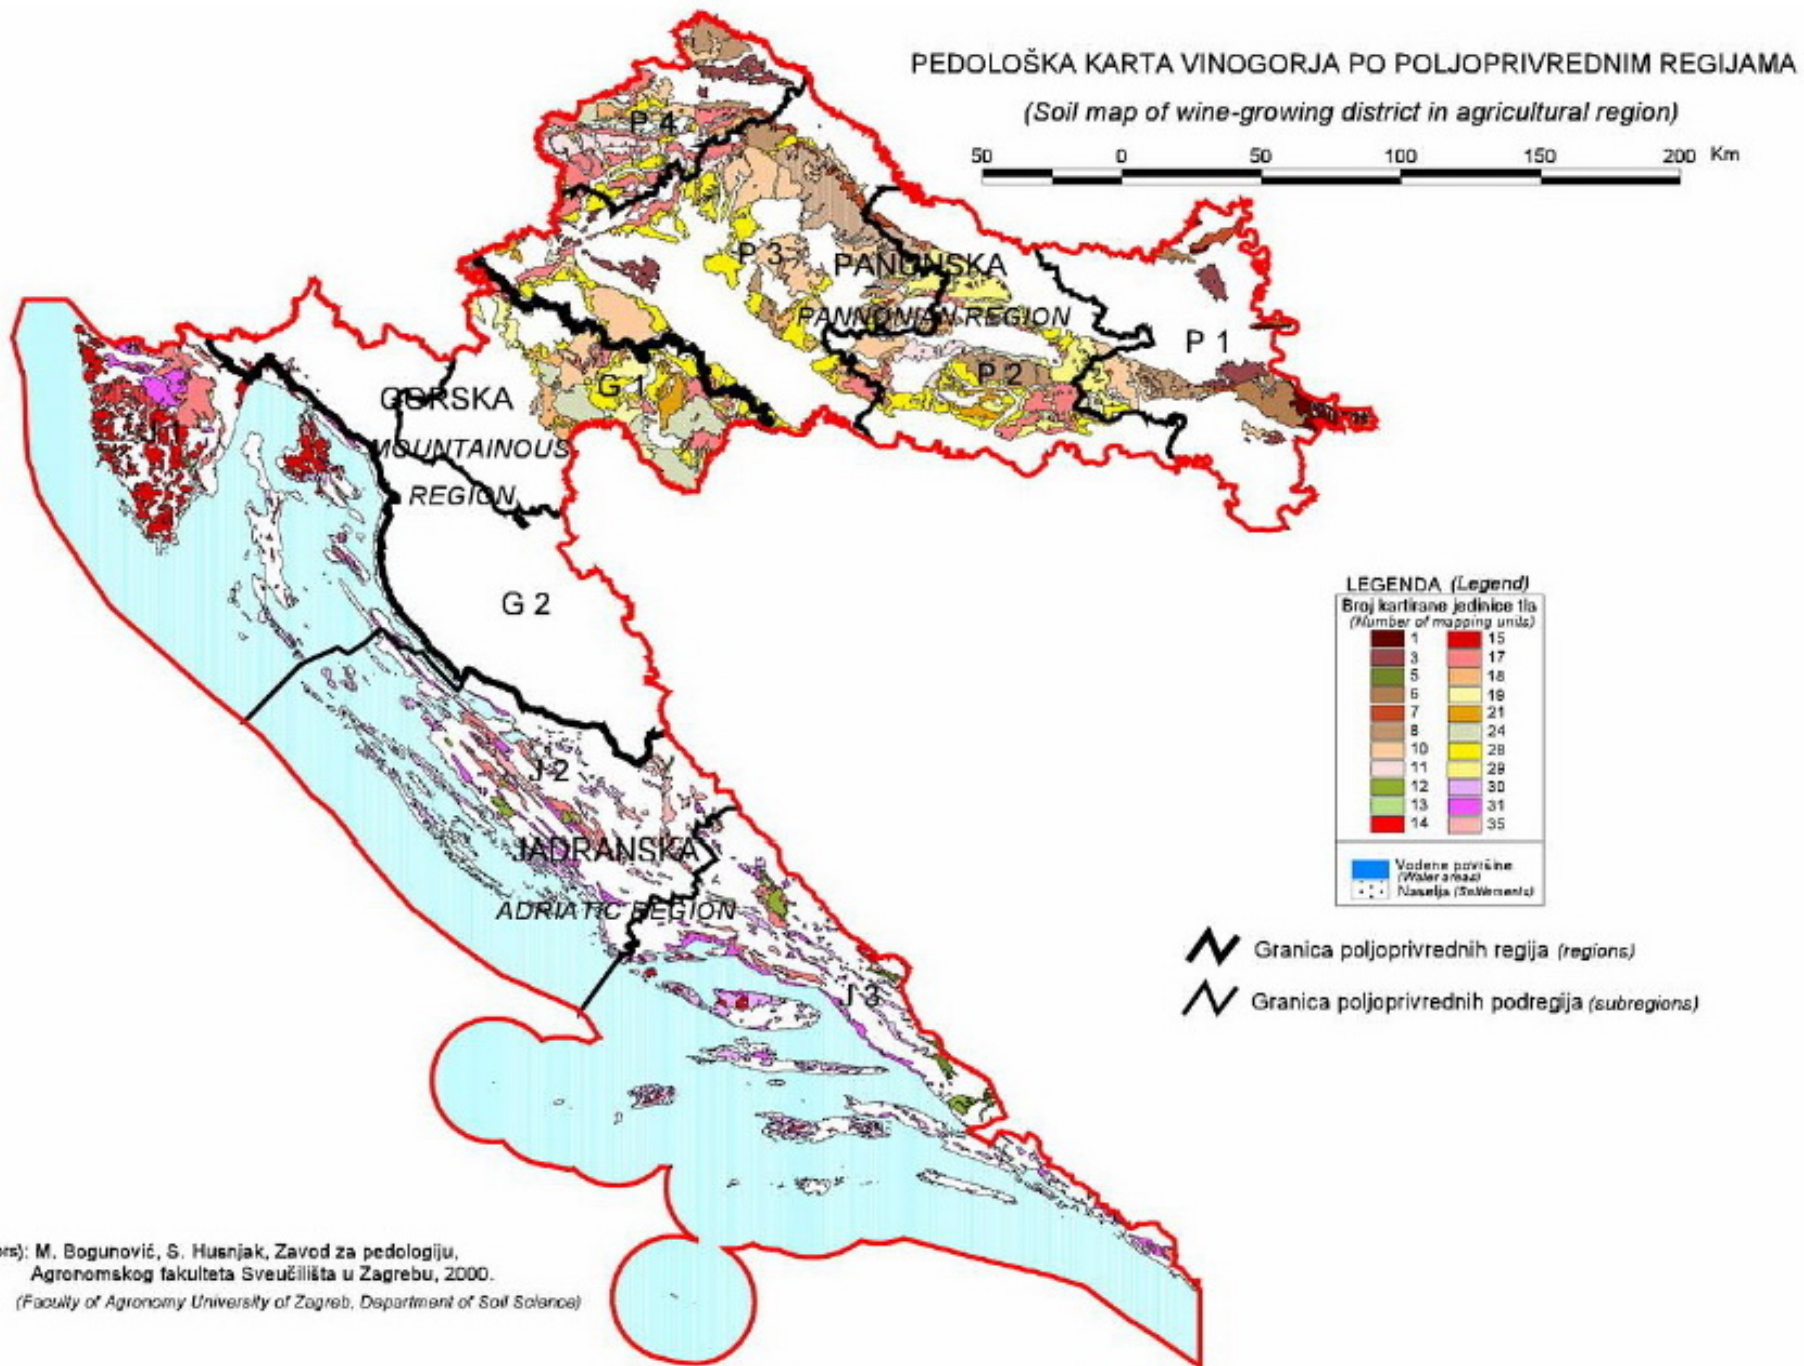 PEDOLOŠKA KARTA VINOGORJA PO POLJOPRIVREDNIM REGIJAMA
(Soil map of wine-growing district in agricultural region)
50 0 50 100 150 200 Km
P 4
P 3
PANONSKA
PANNONIAN REGION
P 1
P 2
G 1
GORSKA
MOUNTAINOUS
REGION
J 1
G 2
J 2
JADRANSKA
ADRIATIC REGION
J 3
LEGENDA (Legend)
Broj kartirane jedinice tla
(Number of mapping units)
1 15
3 17
5 18
6 19
7 21
8 24
10 28
11 29
12 30
13 31
14 35
Vodene površine
(Water areas)
Naselja (Settlements)
Granica poljoprivrednih regija (regions)
Granica poljoprivrednih podregija (subregions)
ors): M. Bogunović, S. Husnjak, Zavod za pedologiju,
Agronomskog fakulteta Sveučilišta u Zagrebu, 2000.
(Faculty of Agronomy University of Zagreb, Department of Soil Science)